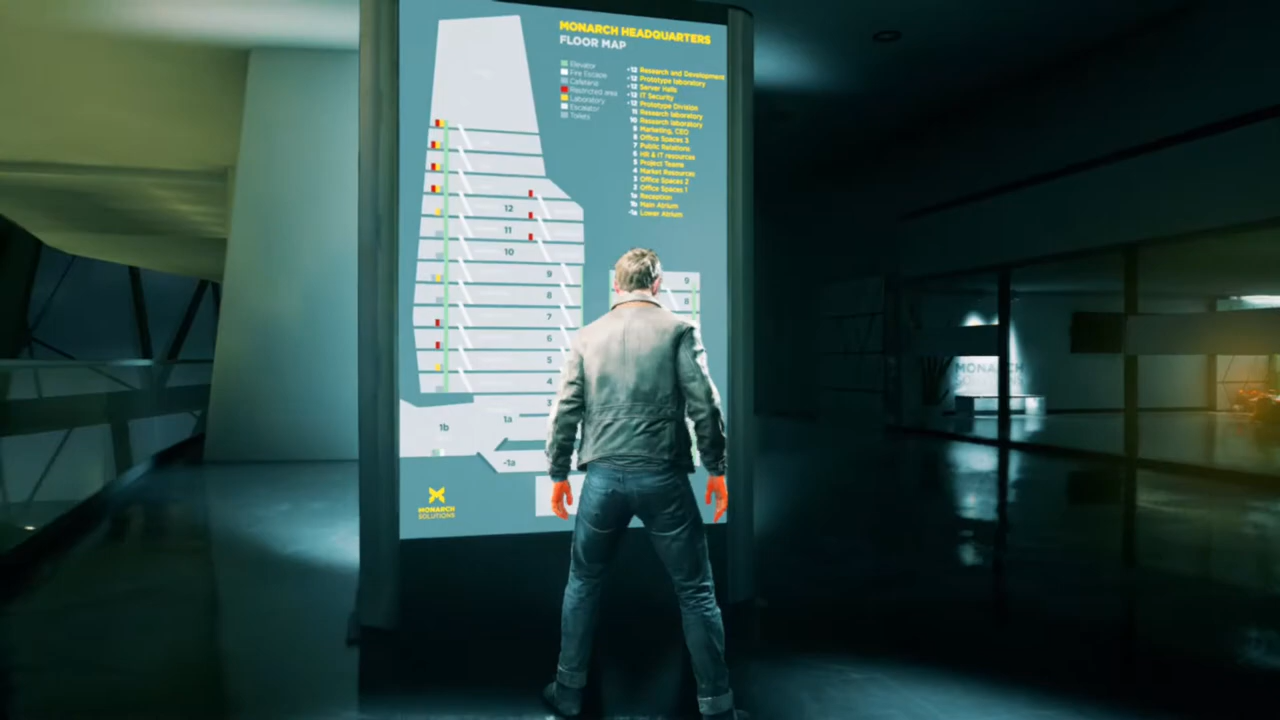 MONARCH HEADQUARTERS
FLOOR MAP
Elevator
Fire Escape
Cafeteria
Restricted area
Laboratory
Escalator
Toilets
+12 Research and Development
+12 Prototype laboratory
+12 Server Halls
+12 IT Security
+12 Prototype Division
11 Research laboratory
10 Research laboratory
9 Marketing, CEO
8 Office Spaces 3
7 Public Relations
6 HR & IT resources
5 Project Teams
4 Market Resources
3 Office Spaces 2
2 Office Spaces 1
1a Reception
1b Main Atrium
-1a Lower Atrium
12
11
10
9
8
7
6
5
4
3
1a
1b
-1a
9
8
MONARCH
SOLUTIONS
MONARCH
SOLUTIONS